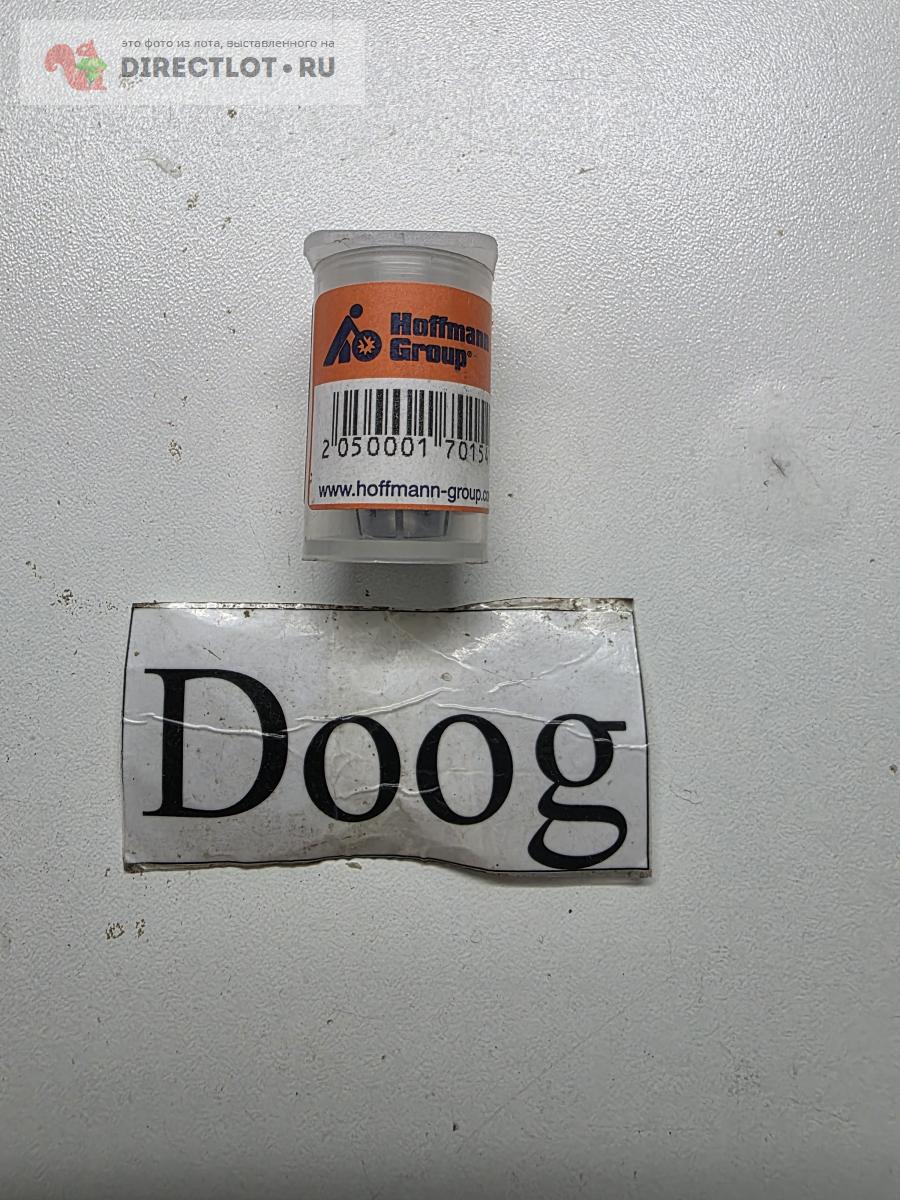 это фото из лота, выставленного на
DIRECTLOT•RU
Hoffmann
Group®
2 050001 7015
www.hoffmann-group.co
Doog